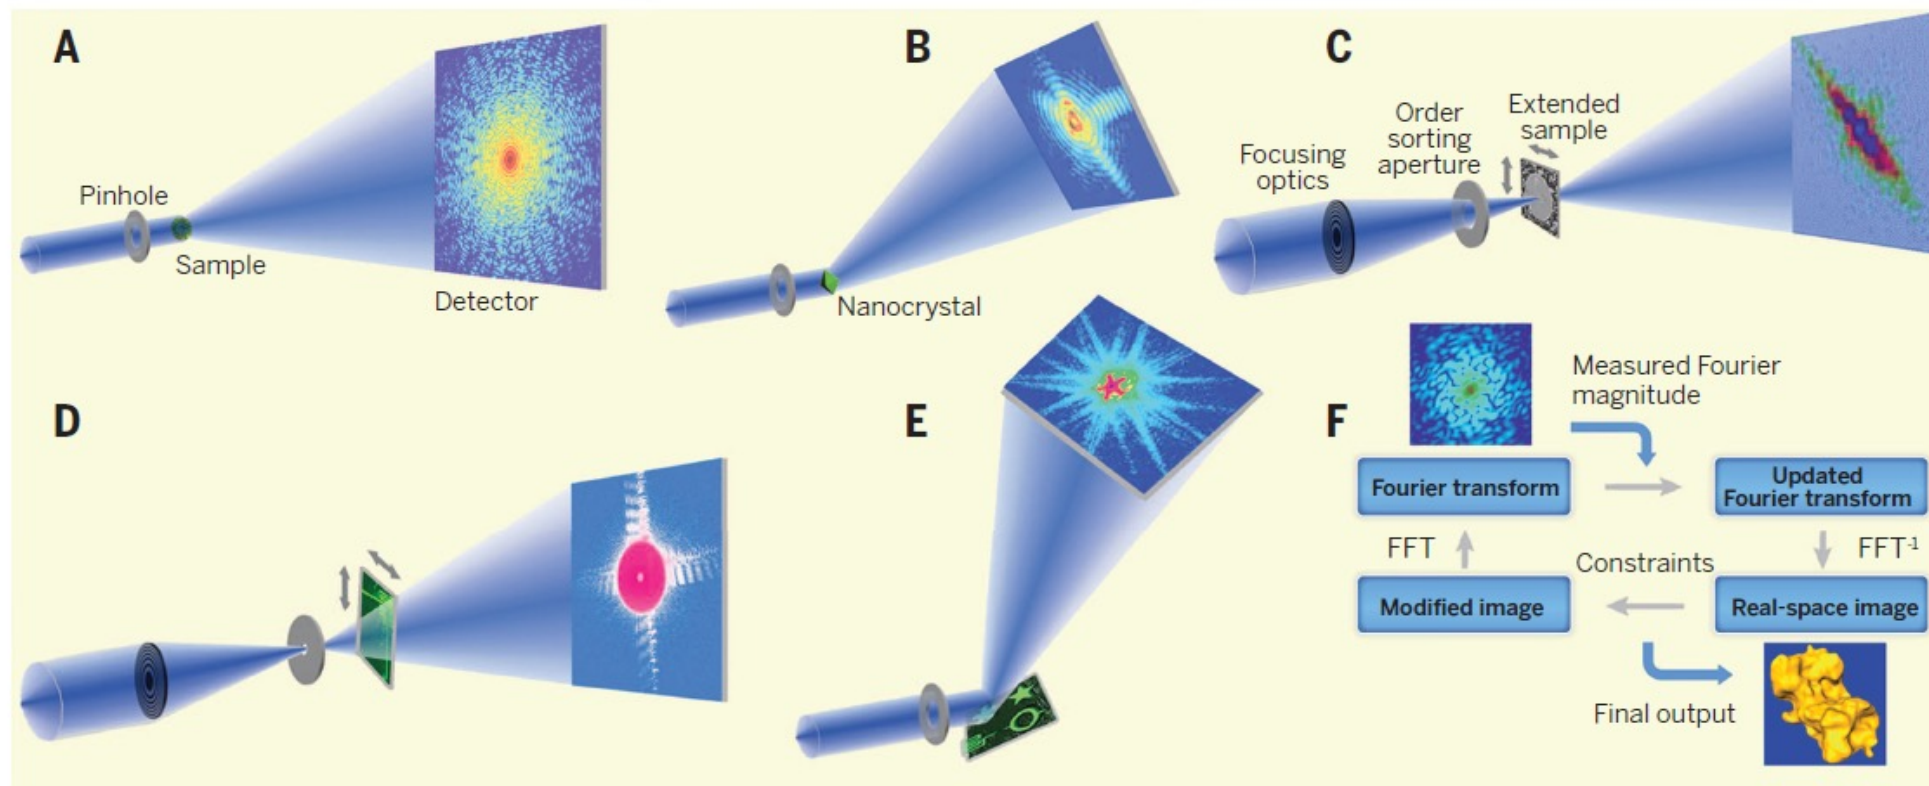 A
Pinhole
Sample
Detector
B
Nanocrystal
C
Focusing
optics
Order
sorting
aperture
Extended
sample
D
E
F
Measured Fourier
magnitude
Fourier transform
Updated
Fourier transform
FFT
Constraints
FFT-1
Modified image
Real-space image
Final output